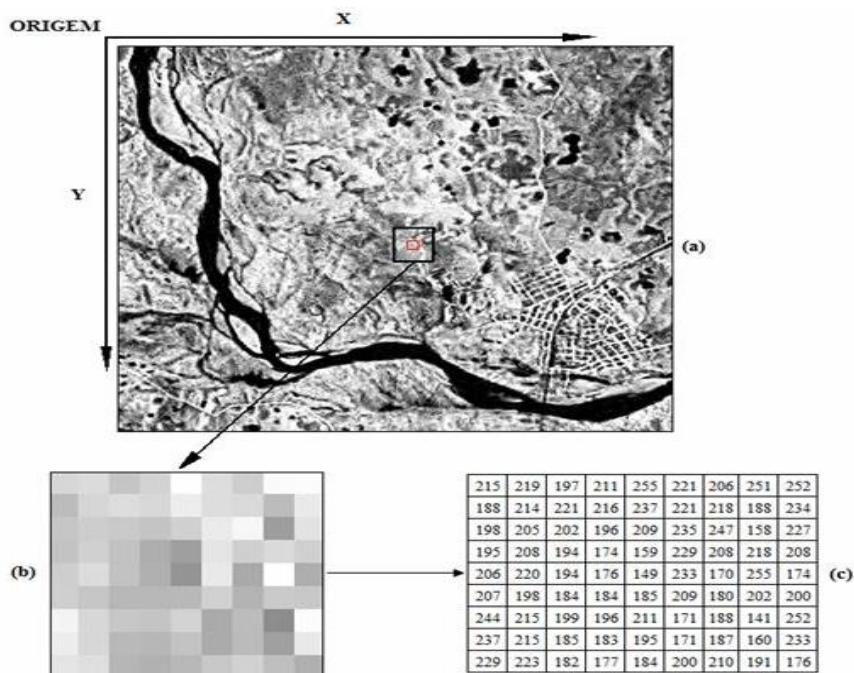 ORIGEM
X
Y
(a)
(b)
215 219 197 211 255 221 206 251 252
188 214 221 216 237 221 218 188 234
198 205 202 196 209 235 247 158 227
195 208 194 174 159 229 208 218 208
206 220 194 176 149 233 170 255 174
207 198 184 184 185 209 180 202 200
244 215 199 196 211 171 188 141 252
237 215 185 183 195 171 187 160 233
229 223 182 177 184 200 210 191 176
(c)